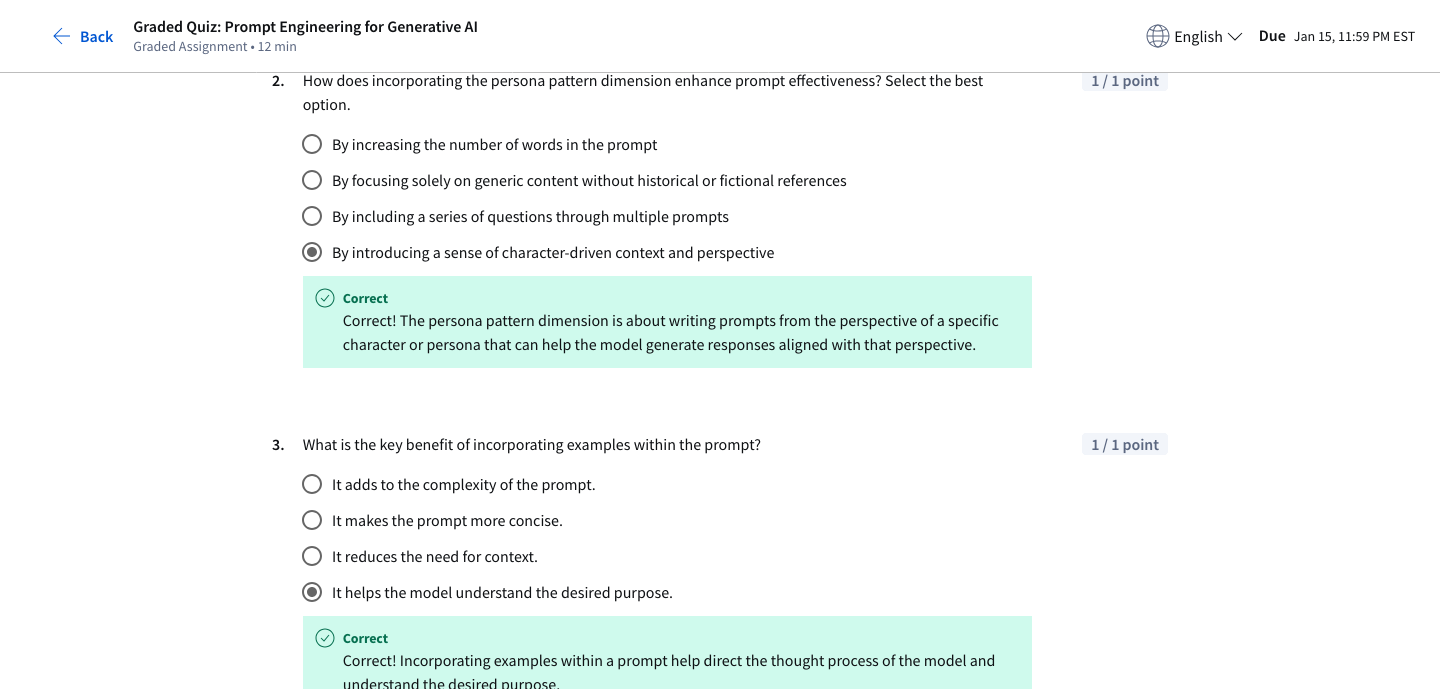 Back
Graded Quiz: Prompt Engineering for Generative AI
Graded Assignment • 12 min
English
Due Jan 15, 11:59 PM EST
2. How does incorporating the persona pattern dimension enhance prompt effectiveness? Select the best
option.
1 / 1 point
By increasing the number of words in the prompt
By focusing solely on generic content without historical or fictional references
By including a series of questions through multiple prompts
By introducing a sense of character-driven context and perspective
Correct
Correct! The persona pattern dimension is about writing prompts from the perspective of a specific
character or persona that can help the model generate responses aligned with that perspective.
3. What is the key benefit of incorporating examples within the prompt?
1 / 1 point
It adds to the complexity of the prompt.
It makes the prompt more concise.
It reduces the need for context.
It helps the model understand the desired purpose.
Correct
Correct! Incorporating examples within a prompt help direct the thought process of the model and
understand the desired purpose.